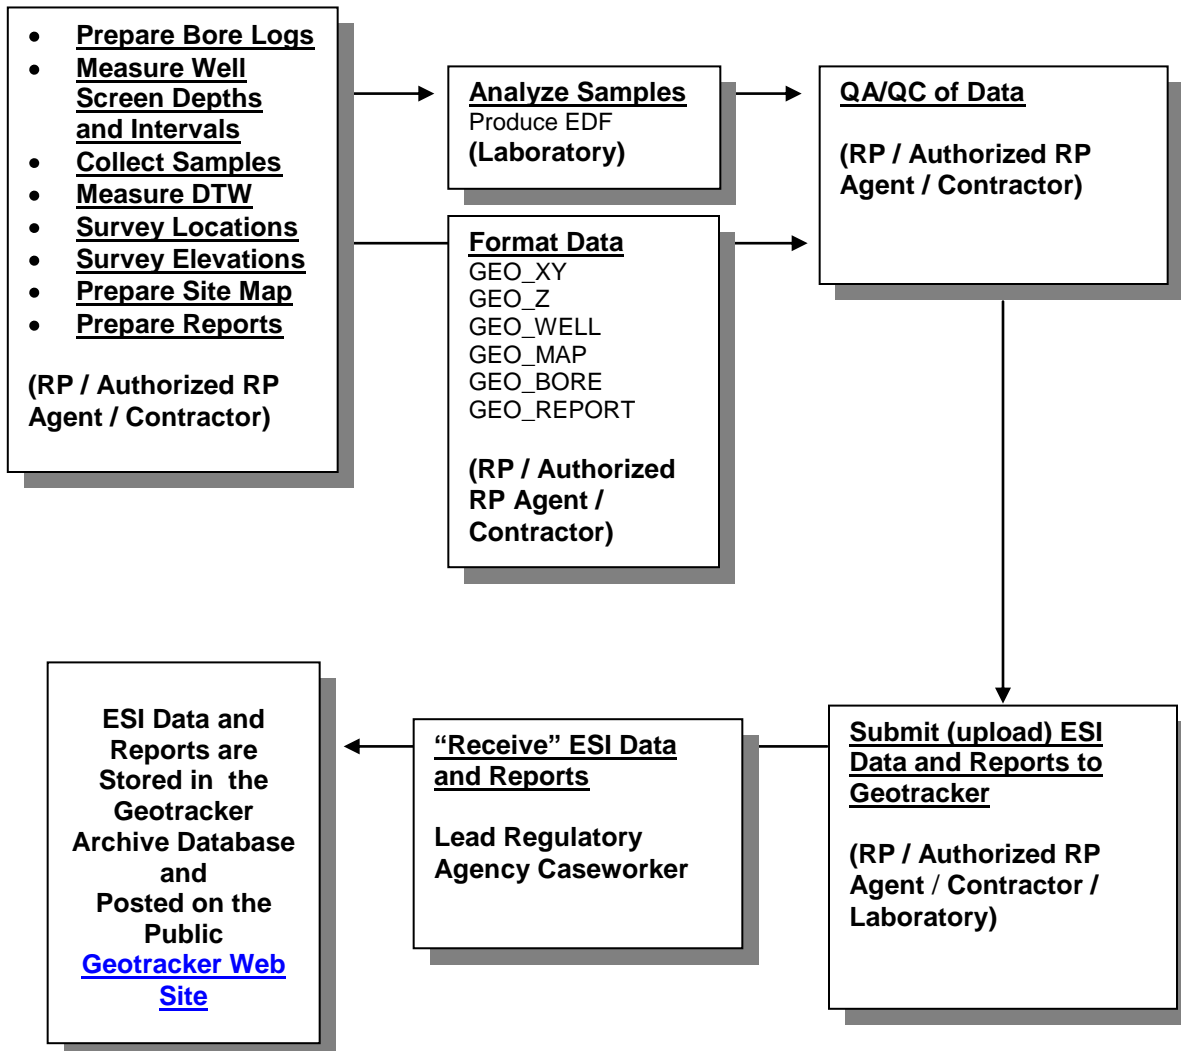 • Prepare Bore Logs
• Measure Well
Screen Depths
and Intervals
• Collect Samples
• Measure DTW
• Survey Locations
• Survey Elevations
• Prepare Site Map
• Prepare Reports
(RP / Authorized RP
Agent / Contractor)
Analyze Samples
Produce EDF
(Laboratory)
Format Data
GEO_XY
GEO_Z
GEO_WELL
GEO_MAP
GEO_BORE
GEO_REPORT
(RP / Authorized
RP Agent /
Contractor)
QA/QC of Data
(RP / Authorized RP
Agent / Contractor)
Submit (upload) ESI
Data and Reports to
Geotracker
(RP / Authorized RP
Agent / Contractor /
Laboratory)
“Receive” ESI Data
and Reports
Lead Regulatory
Agency Caseworker
ESI Data and
Reports are
Stored in the
Geotracker
Archive Database
and
Posted on the
Public
Geotracker Web
Site